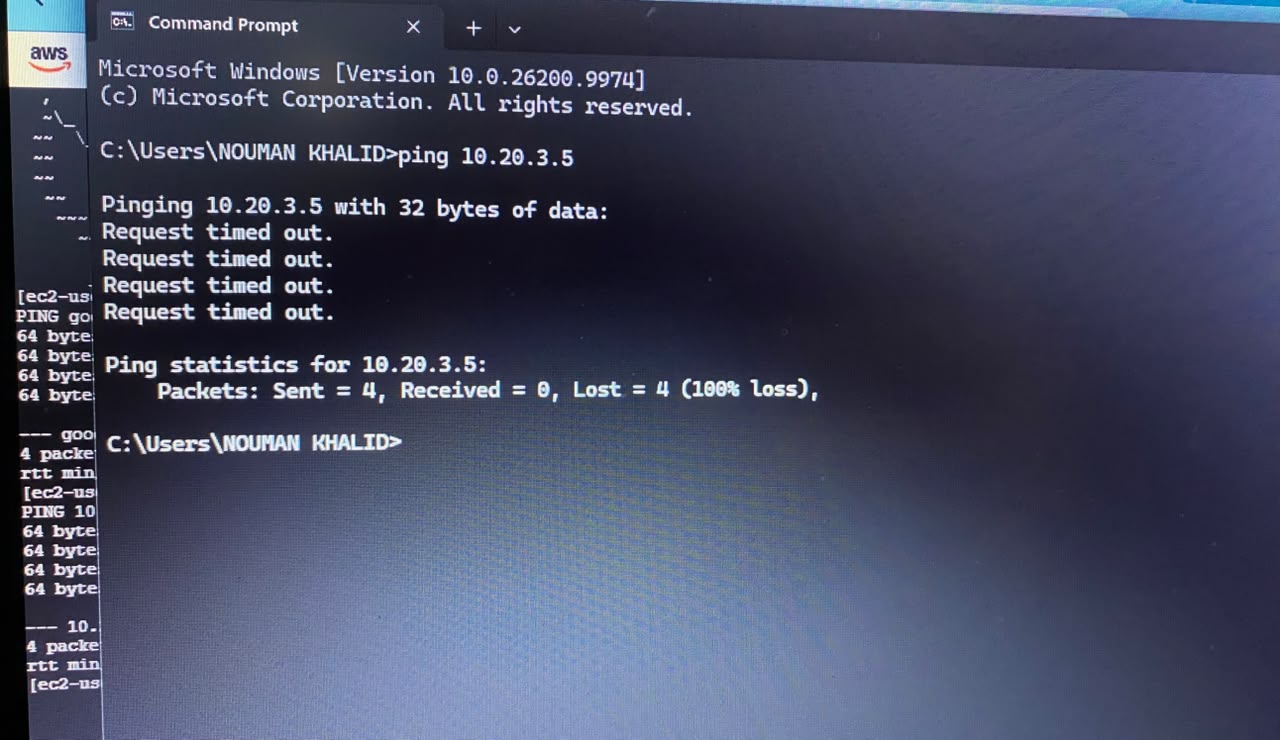 Command Prompt
aws
Microsoft Windows [Version 10.0.26200.9974]
(c) Microsoft Corporation. All rights reserved.
C:\Users\NOUMAN KHALID>ping 10.20.3.5
Pinging 10.20.3.5 with 32 bytes of data:
Request timed out.
Request timed out.
Request timed out.
Request timed out.
Ping statistics for 10.20.3.5:
Packets: Sent = 4, Received = 0, Lost = 4 (100% loss),
C:\Users\NOUMAN KHALID>
[ec2-us
PING go
64 byte
64 byte
64 byte
64 byte
--- goo
4 packe
rtt min
[ec2-us
PING 10
64 byte
64 byte
64 byte
64 byte
--- 10.
4 packe
rtt min
[ec2-us